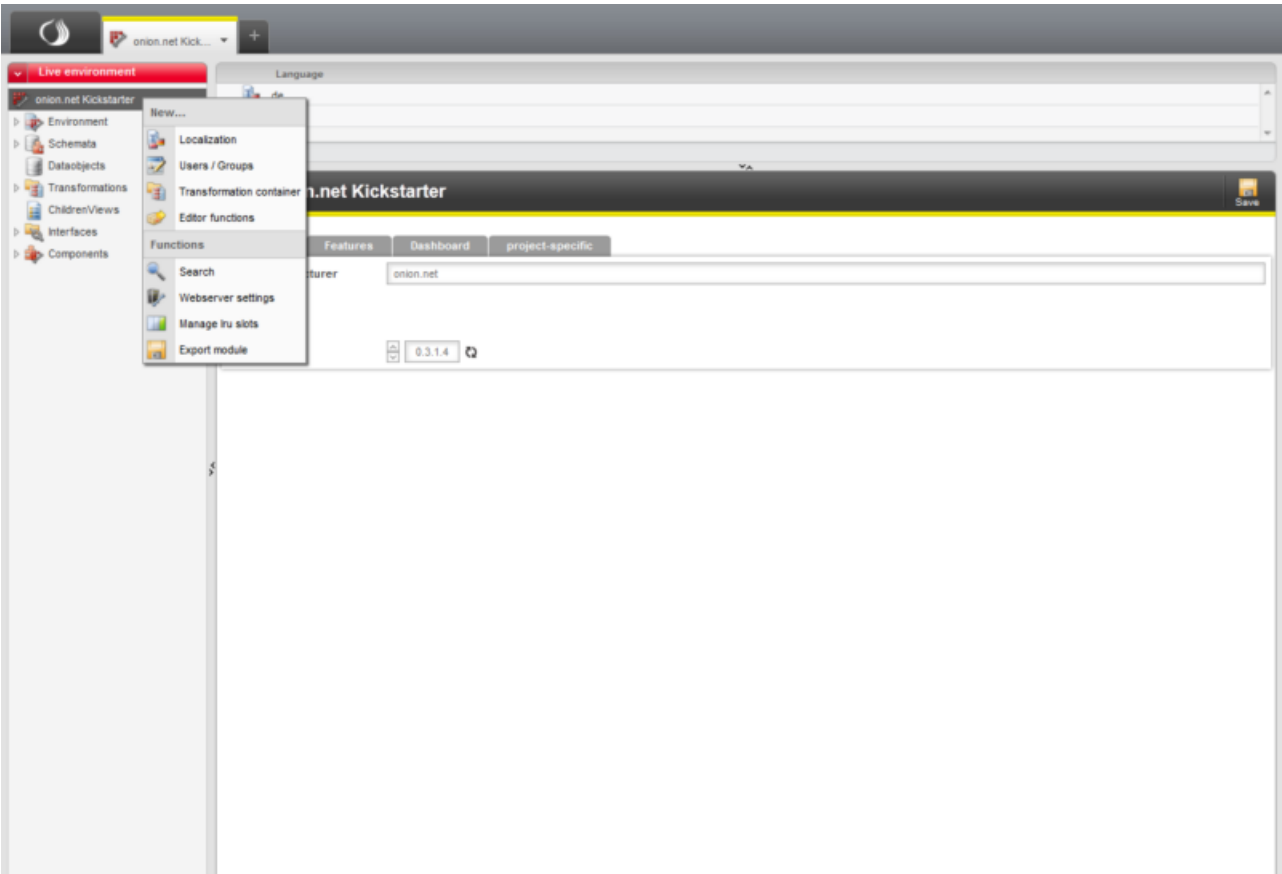 onion.net Kick...
+
Live environment
Language
onion.net Kickstarter
de
Environment
Schemata
Dataobjects
Transformations
ChildrenViews
Interfaces
Components
New...
Localization
Users / Groups
Transformation container
Editor functions
Functions
Search
Webserver settings
Manage lru slots
Export module
n.net Kickstarter
Save
Features
Dashboard
project-specific
turer
onion.net
0.3.1.4